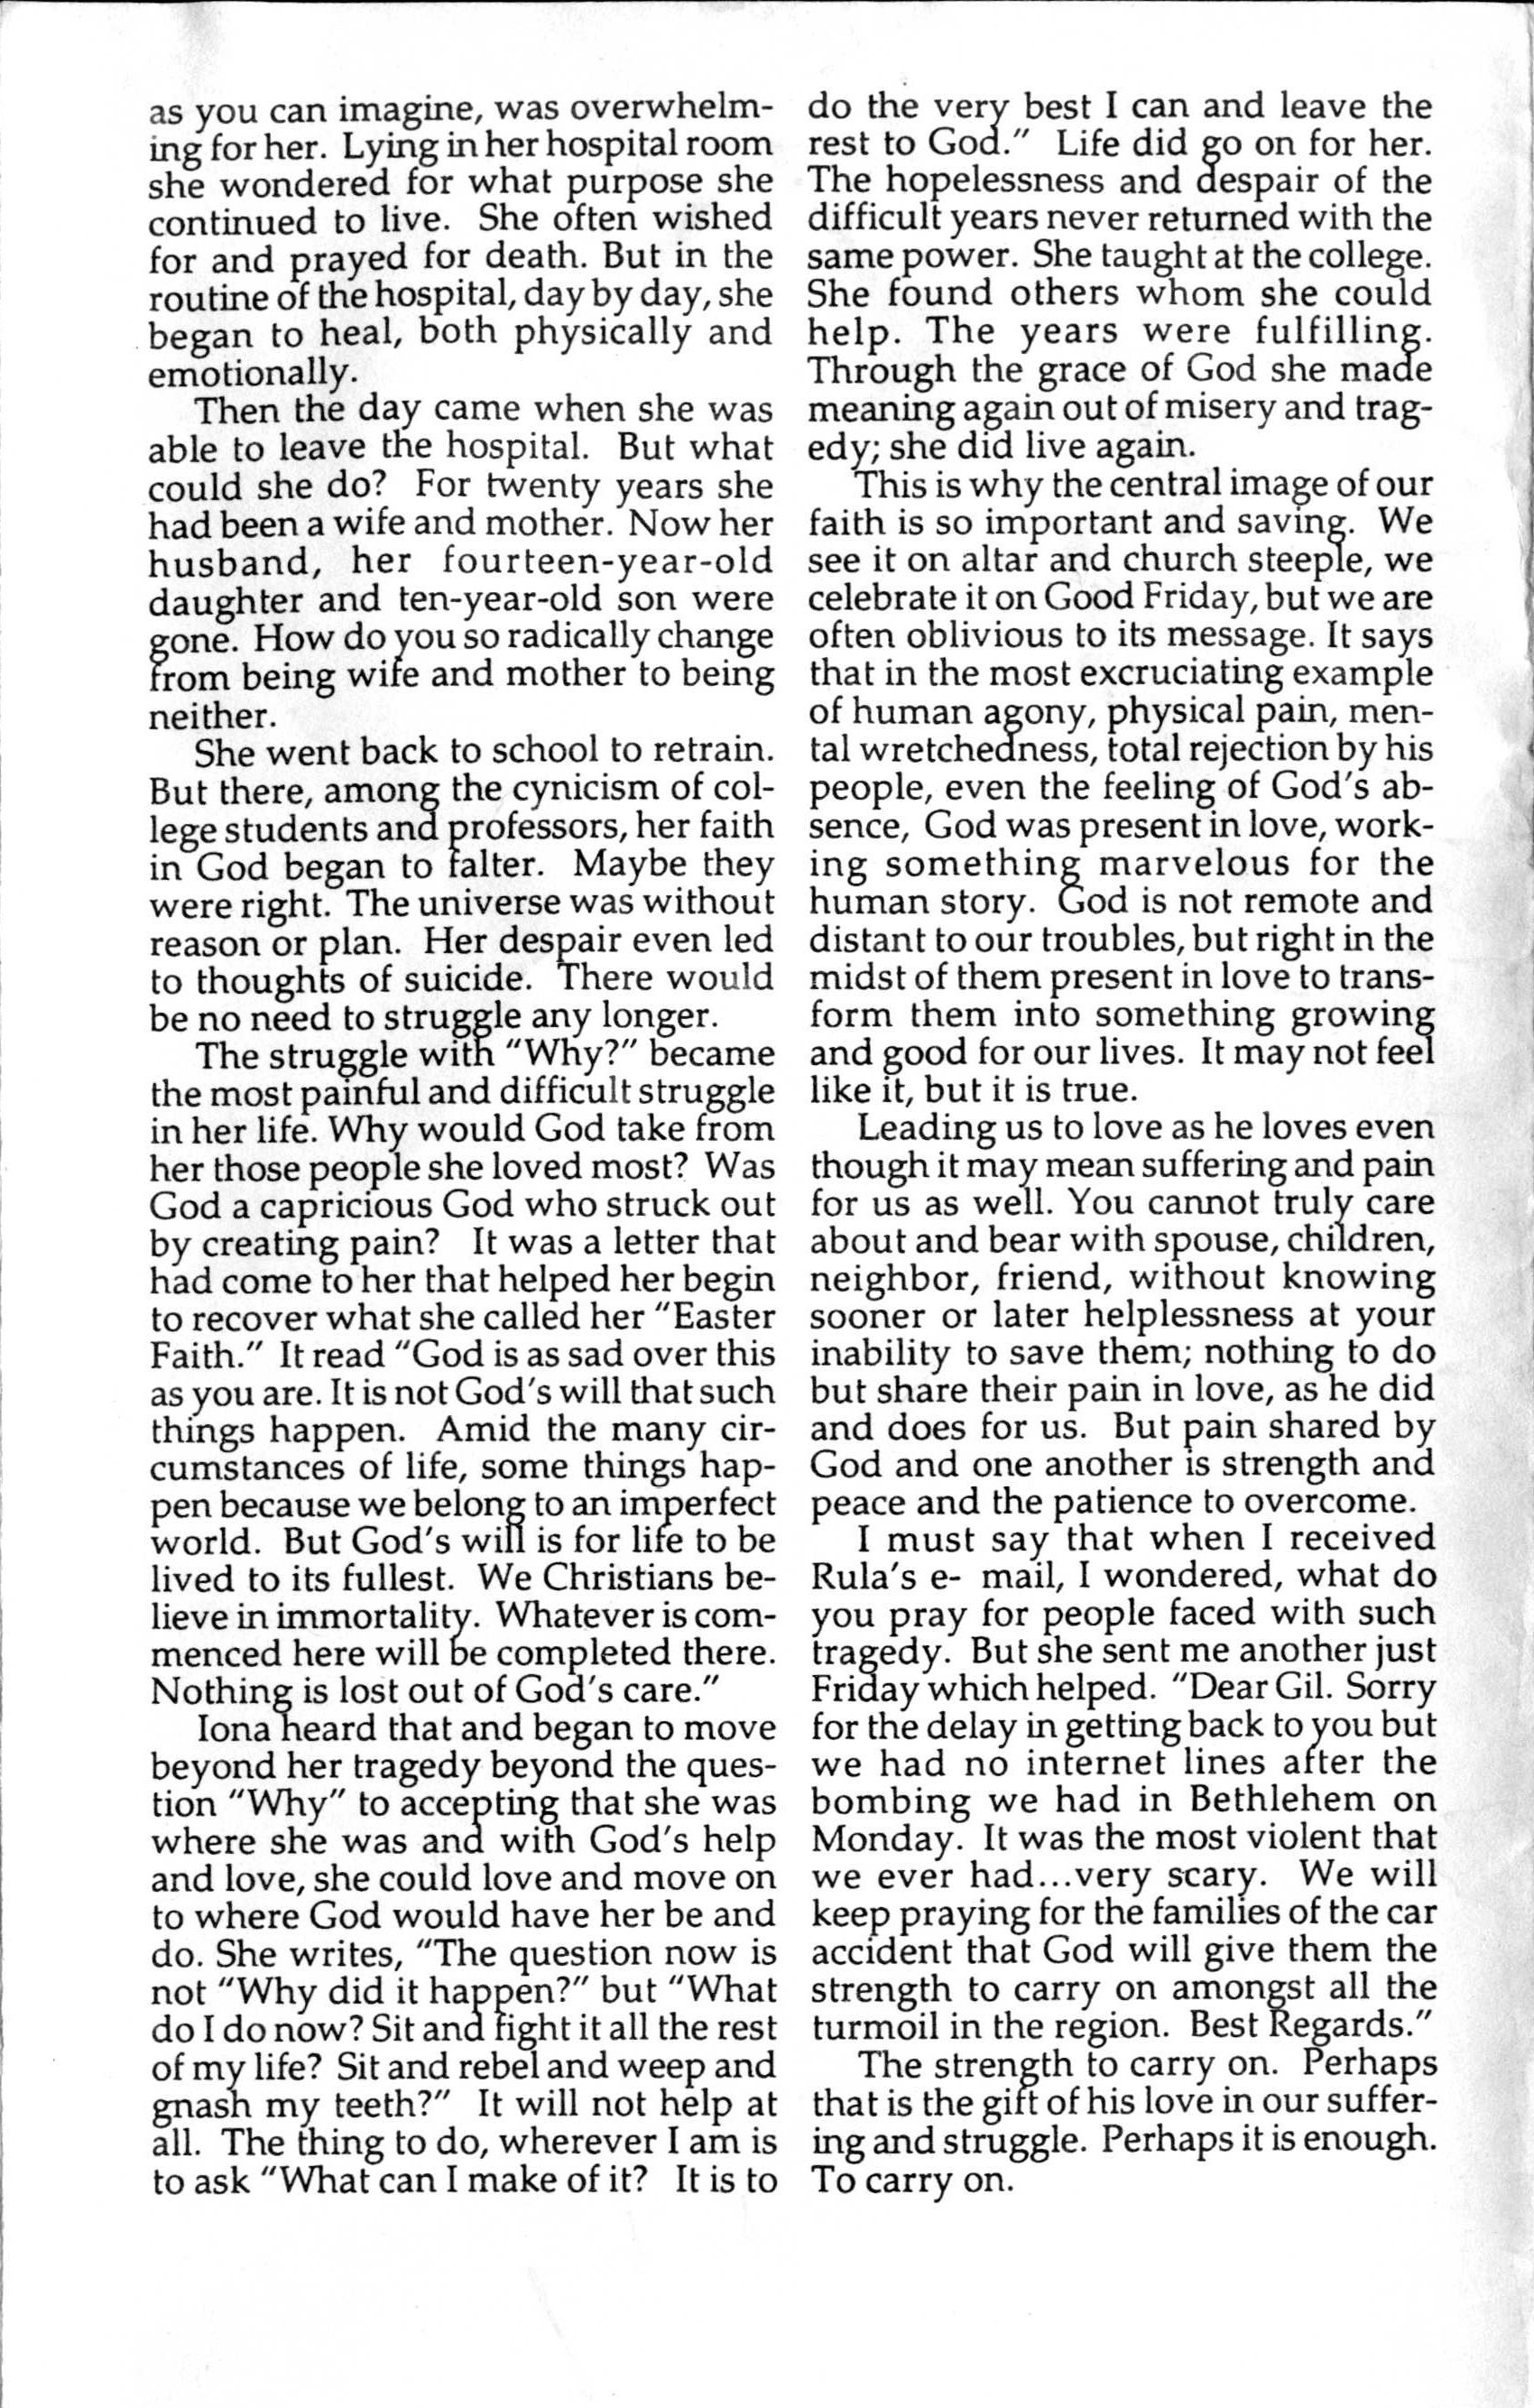 as you can imagine, was overwhelm-
ing for her. Lying in her hospital room
she wondered for what purpose she
continued to live. She often wished
for and prayed for death. But in the
routine of the hospital, day by day, she
began to heal, both physically and
emotionally.
Then the day came when she was
able to leave the hospital. But what
could she do? For twenty years she
had been a wife and mother. Now her
husband, her fourteen-year-old
daughter and ten-year-old son were
gone. How do you so radically change
from being wife and mother to being
neither.
She went back to school to retrain.
But there, among the cynicism of col-
lege students and professors, her faith
in God began to falter. Maybe they
were right. The universe was without
reason or plan. Her despair even led
to thoughts of suicide. There would
be no need to struggle any longer.
The struggle with "Why?" became
the most painful and difficult struggle
in her life. Why would God take from
her those people she loved most? Was
God a capricious God who struck out
by creating pain? It was a letter that
had come to her that helped her begin
to recover what she called her "Easter
Faith." It read "God is as sad over this
as you are. It is not God's will that such
things happen. Amid the many cir-
cumstances of life, some things hap-
pen because we belong to an imperfect
world. But God's will is for life to be
lived to its fullest. We Christians be-
lieve in immortality. Whatever is com-
menced here will be completed there.
Nothing is lost out of God's care."
Iona heard that and began to move
beyond her tragedy beyond the ques-
tion "Why" to accepting that she was
where she was and with God's help
and love, she could love and move on
to where God would have her be and
do. She writes, "The question now is
not "Why did it happen?" but "What
do I do now? Sit and fight it all the rest
of my life? Sit and rebel and weep and
gnash my teeth?" It will not help at
all. The thing to do, wherever I am is
to ask "What can I make of it? It is to
do the very best I can and leave the
rest to God." Life did go on for her.
The hopelessness and despair of the
difficult years never returned with the
same power. She taught at the college.
She found others whom she could
help. The years were fulfilling.
Through the grace of God she made
meaning again out of misery and trag-
edy; she did live again.
This is why the central image of our
faith is so important and saving. We
see it on altar and church steeple, we
celebrate it on Good Friday, but we are
often oblivious to its message. It says
that in the most excruciating example
of human agony, physical pain, men-
tal wretchedness, total rejection by his
people, even the feeling of God's ab-
sence, God was present in love, work-
ing something marvelous for the
human story. God is not remote and
distant to our troubles, but right in the
midst of them present in love to trans-
form them into something growing
and good for our lives. It may not feel
like it, but it is true.
Leading us to love as he loves even
though it may mean suffering and pain
for us as well. You cannot truly care
about and bear with spouse, children,
neighbor, friend, without knowing
sooner or later helplessness at your
inability to save them; nothing to do
but share their pain in love, as he did
and does for us. But pain shared by
God and one another is strength and
peace and the patience to overcome.
I must say that when I received
Rula's e- mail, I wondered, what do
you pray for people faced with such
tragedy. But she sent me another just
Friday which helped. "Dear Gil. Sorry
for the delay in getting back to you but
we had no internet lines after the
bombing we had in Bethlehem on
Monday. It was the most violent that
we ever had...very scary. We will
keep praying for the families of the car
accident that God will give them the
strength to carry on amongst all the
turmoil in the region. Best Regards."
The strength to carry on. Perhaps
that is the gift of his love in our suffer-
ing and struggle. Perhaps it is enough.
To carry on.